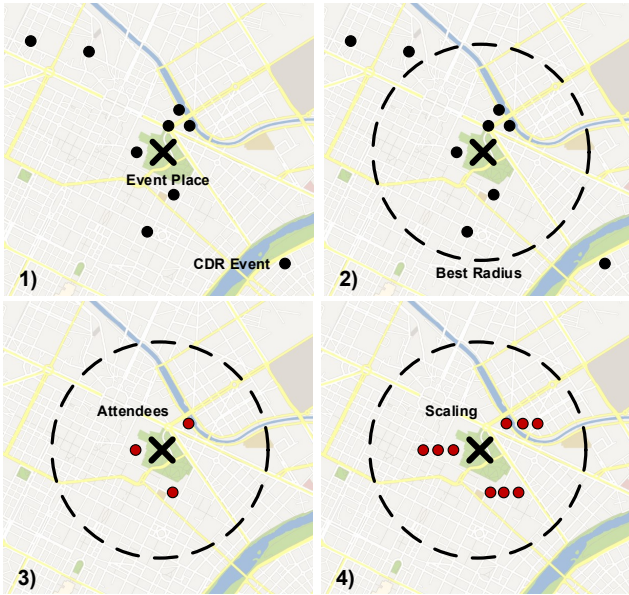 Event Place
CDR Event
1)
Best Radius
2)
Attendees
3)
Scaling
4)